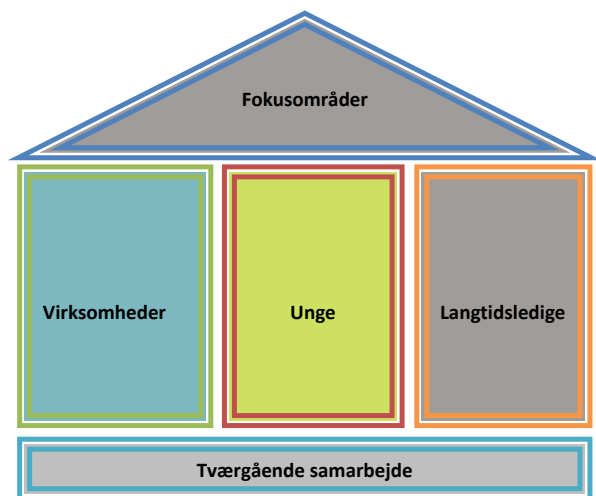 Fokusområder
Virksomheder
Unge
Langtidsledige
Tværgående samarbejde